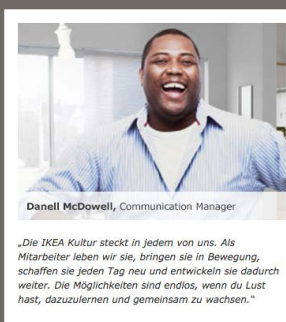 Danell McDowell, Communication Manager
„Die IKEA Kultur steckt in jedem von uns. Als
Mitarbeiter leben wir sie, bringen sie in Bewegung,
schaffen sie jeden Tag neu und entwickeln sie dadurch
weiter. Die Möglichkeiten sind endlos, wenn du Lust
hast, dazuzulernen und gemeinsam zu wachsen.“